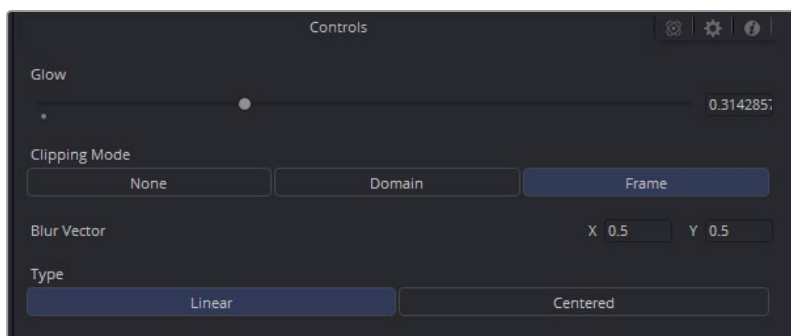 Controls
Glow
0.3142857
Clipping Mode
None Domain Frame
Blur Vector X 0.5 Y 0.5
Type
Linear Centered